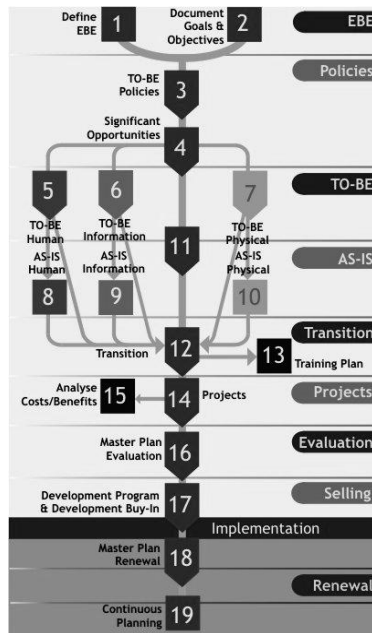 Define
EBE
1
Document
Goals &
Objectives
2
EBE
Policies
TO-BE
Policies
3
Significant
Opportunities
4
5
6
7
TO-BE
TO-BE
Human
TO-BE
Information
TO-BE
Physical
11
AS-IS
Human
AS-IS
Information
AS-IS
Physical
AS-IS
8
9
10
Transition
Transition
12
13
Training Plan
Analyse
Costs/Benefits
15
14
Projects
Projects
Master Plan
Evaluation
16
Evaluation
Selling
Development Program
& Development Buy-In
17
Implementation
Master Plan
Renewal
18
Renewal
Continuous
Planning
19